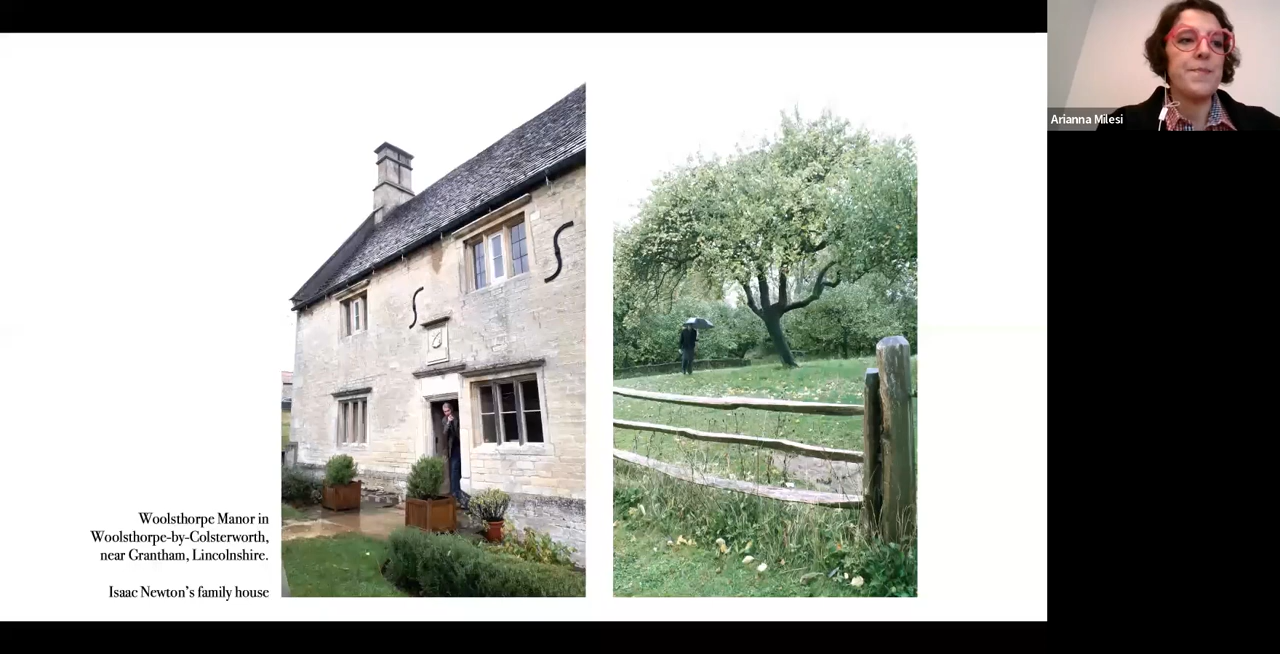 Arianna Milesi
Woolsthorpe Manor in
Woolsthorpe-by-Colsterworth,
near Grantham, Lincolnshire.
Isaac Newton's family house